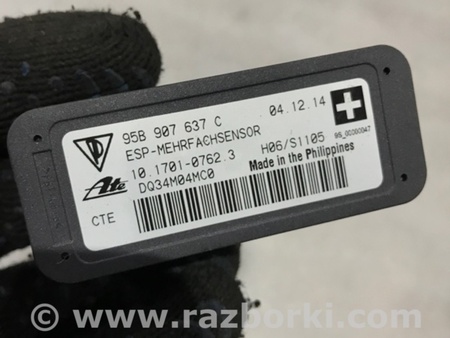 95B 907 637 C 04.12.14
ESP-MEHRFACHSENSOR 95_00300047
10.1701-0762.3 H06/S1105
Ate DQ34M04MC0 Made in the Philippines
CTE
© www.razborki.com